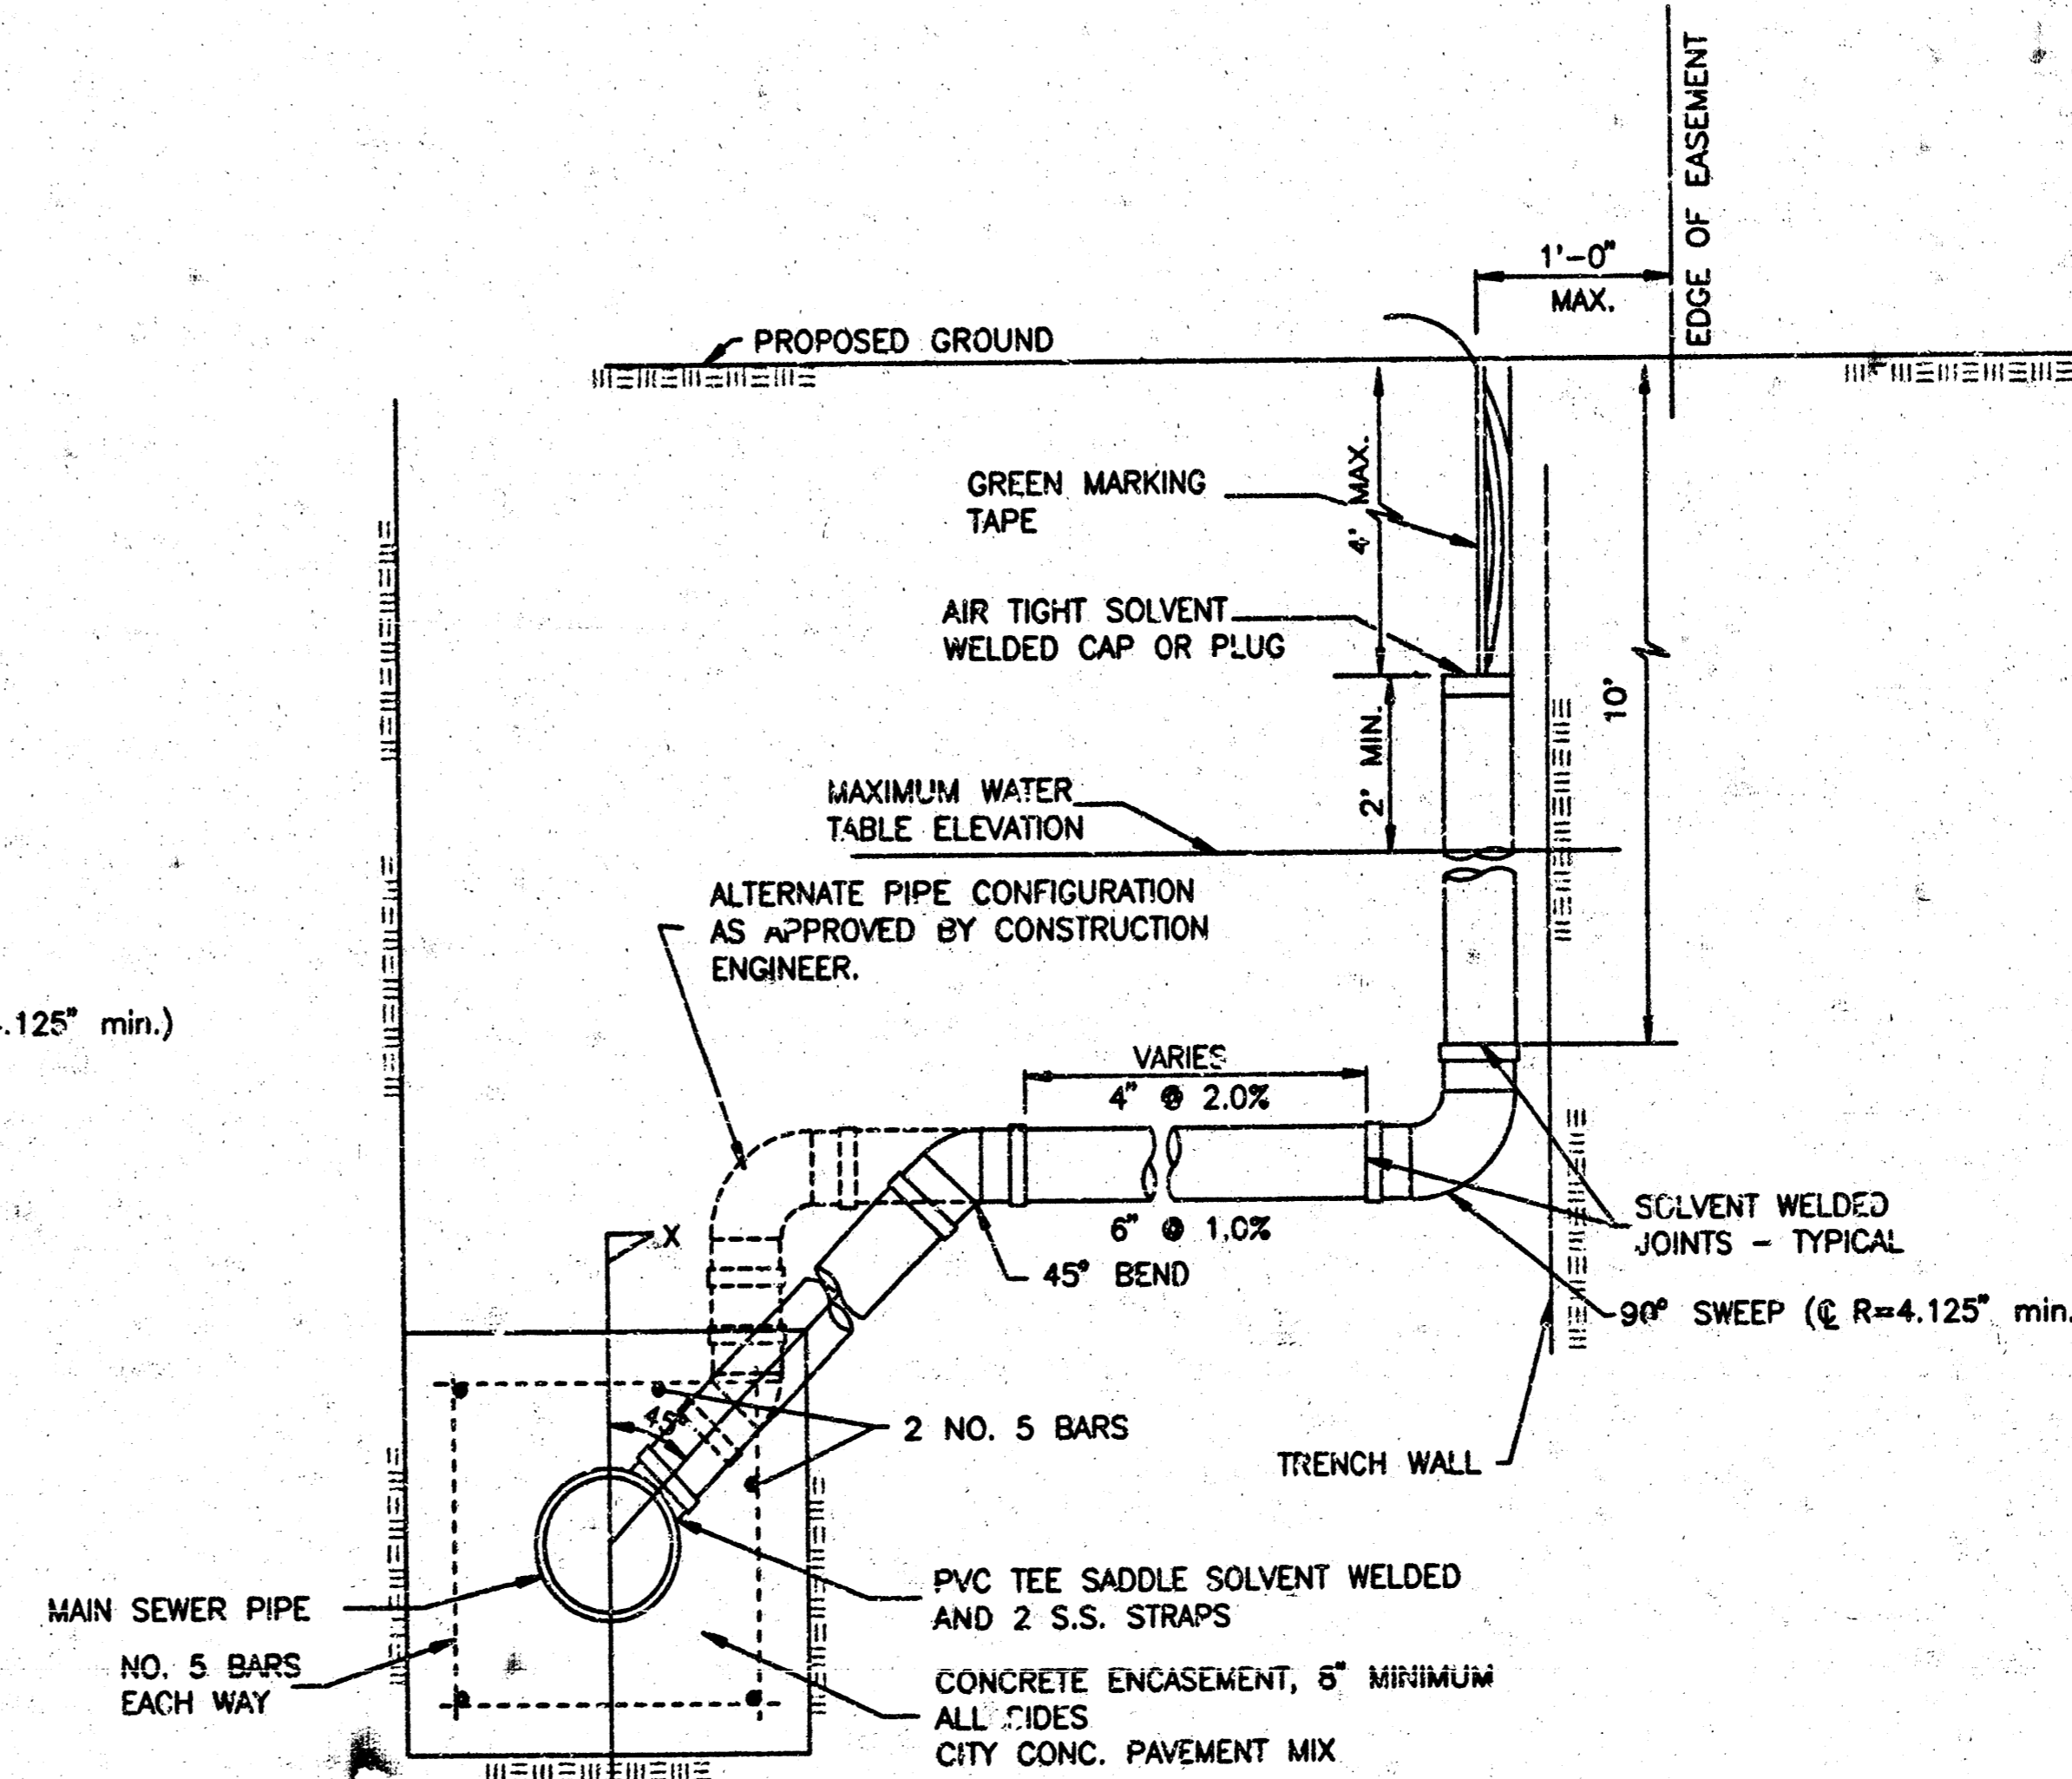 EDGE OF EASEMENT
1'-0"
MAX.
PROPOSED GROUND
GREEN MARKING
TAPE
4' MAX.
AIR TIGHT SOLVENT
WELDED CAP OR PLUG
10'
2' MIN.
MAXIMUM WATER
TABLE ELEVATION
ALTERNATE PIPE CONFIGURATION
AS APPROVED BY CONSTRUCTION
ENGINEER.
.125" min.)
VARIES
4" @ 2.0%
6" @ 1.0%
SOLVENT WELDED
JOINTS - TYPICAL
X
45° BEND
90° SWEEP (℄ R=4.125" min.
45°
2 NO. 5 BARS
TRENCH WALL
MAIN SEWER PIPE
PVC TEE SADDLE SOLVENT WELDED
AND 2 S.S. STRAPS
NO. 5 BARS
EACH WAY
CONCRETE ENCASEMENT, MINIMUM
ALL SIDES
CITY CONC. PAVEMENT MIX